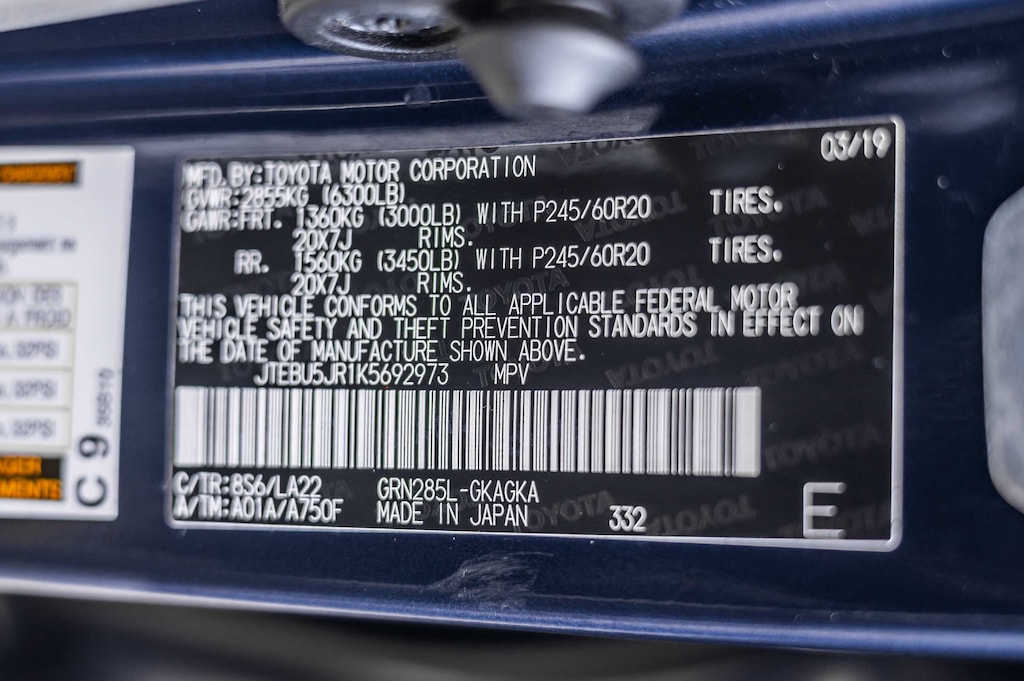 03/19
MFD.BY:TOYOTA MOTOR CORPORATION
GVWR:2855KG (6300LB)
GAWR:FRT. 1360KG (3000LB) WITH P245/60R20 TIRES.
20X7J RIMS.
RR. 1560KG (3450LB) WITH P245/60R20 TIRES.
20X7J RIMS.
THIS VEHICLE CONFORMS TO ALL APPLICABLE FEDERAL MOTOR
VEHICLE SAFETY AND THEFT PREVENTION STANDARDS IN EFFECT ON
THE DATE OF MANUFACTURE SHOWN ABOVE.
JTEBU5JR1K5692973 MPV
C/TR:8S6/LA22 GRN285L-GKAGKA
A/TM:A01A/A750F MADE IN JAPAN 332
E
C 9